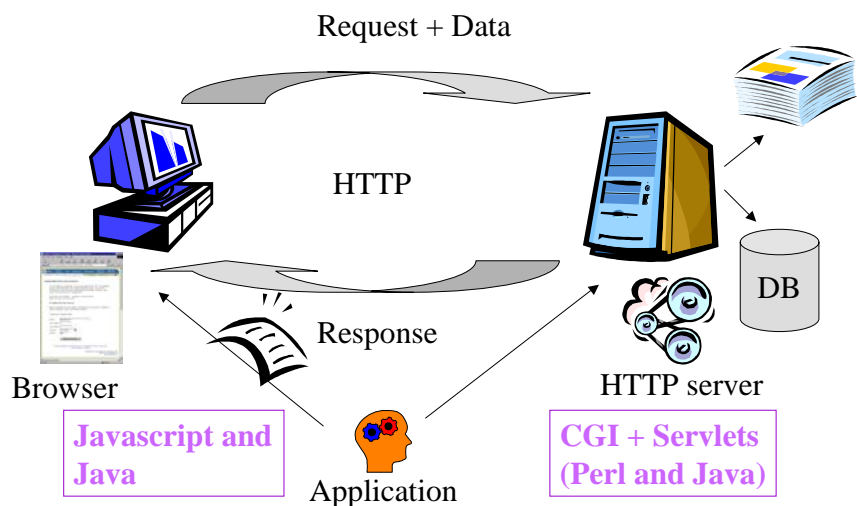 Request + Data
HTTP
DB
Response
Browser
HTTP server
Javascript and
Java
CGI + Servlets
(Perl and Java)
Application